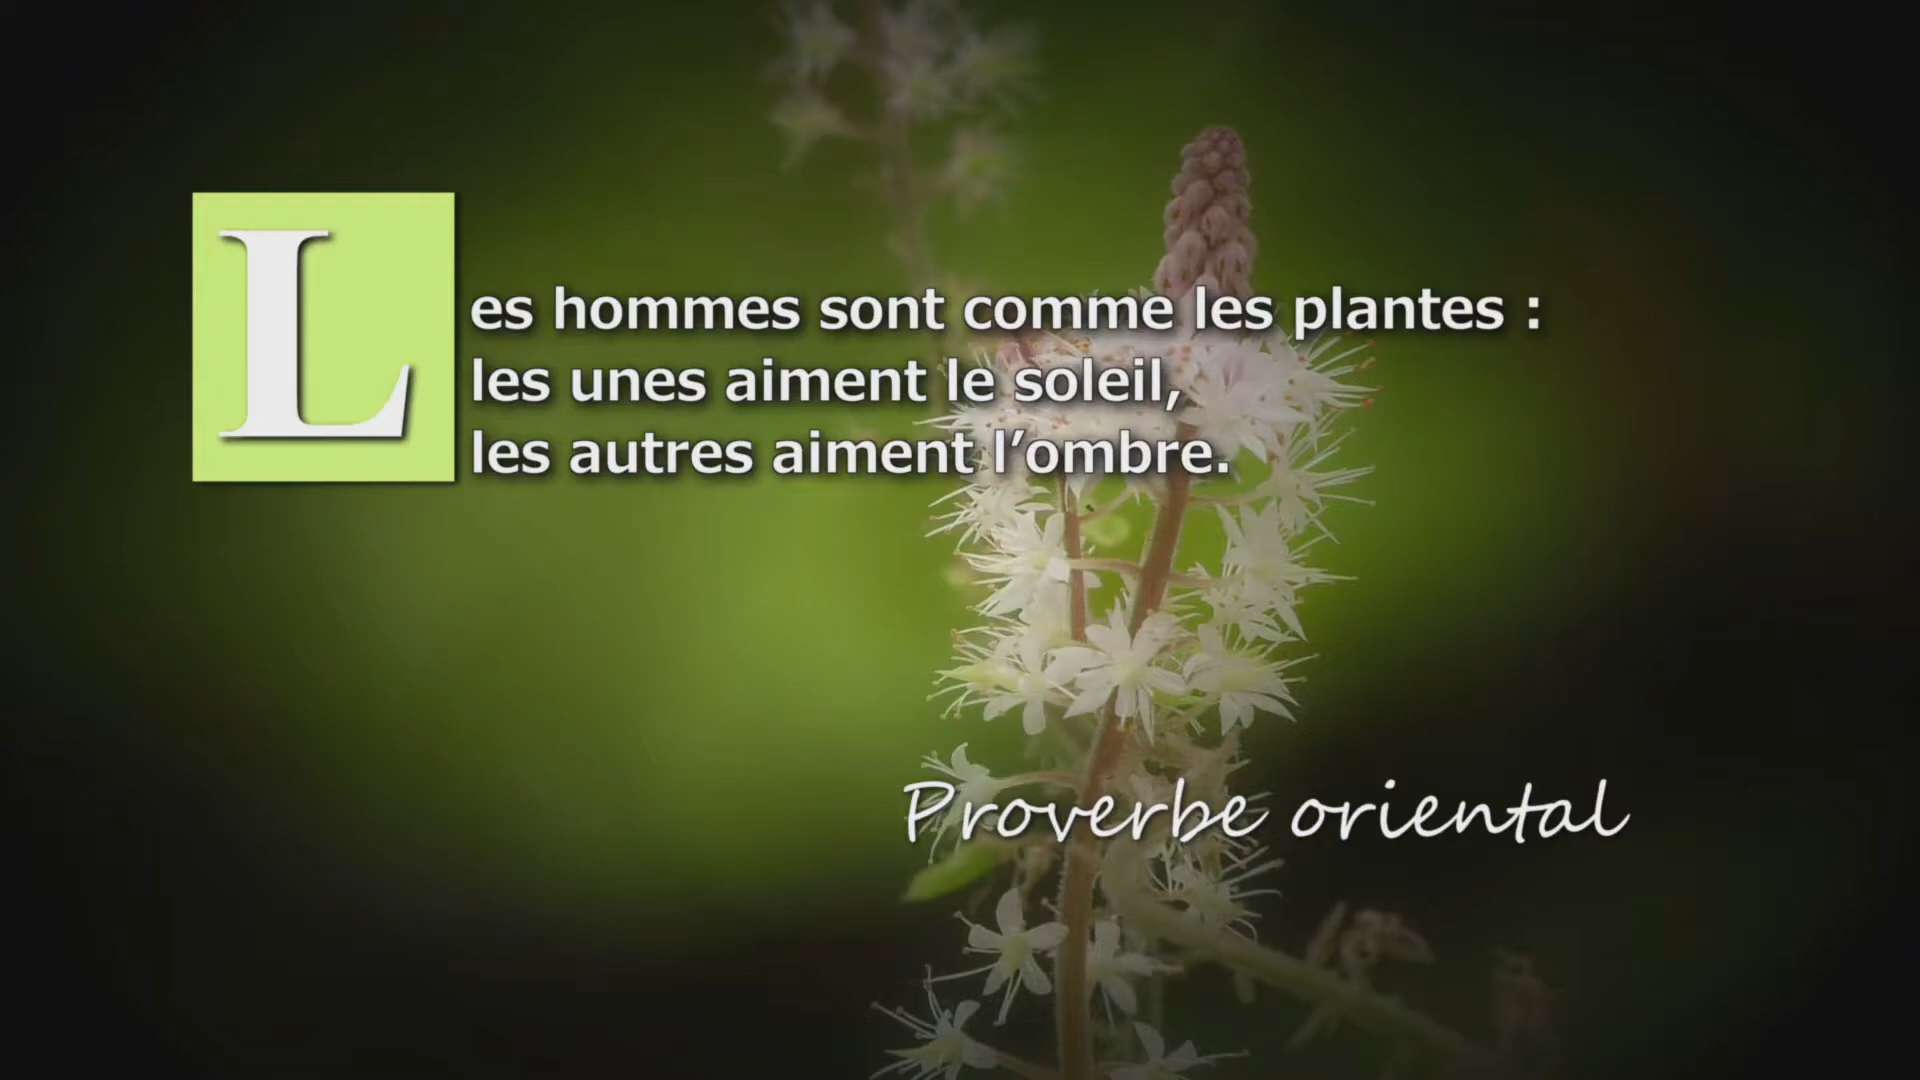 Les hommes sont comme les plantes :
les unes aiment le soleil,
les autres aiment l’ombre.
Proverbe oriental